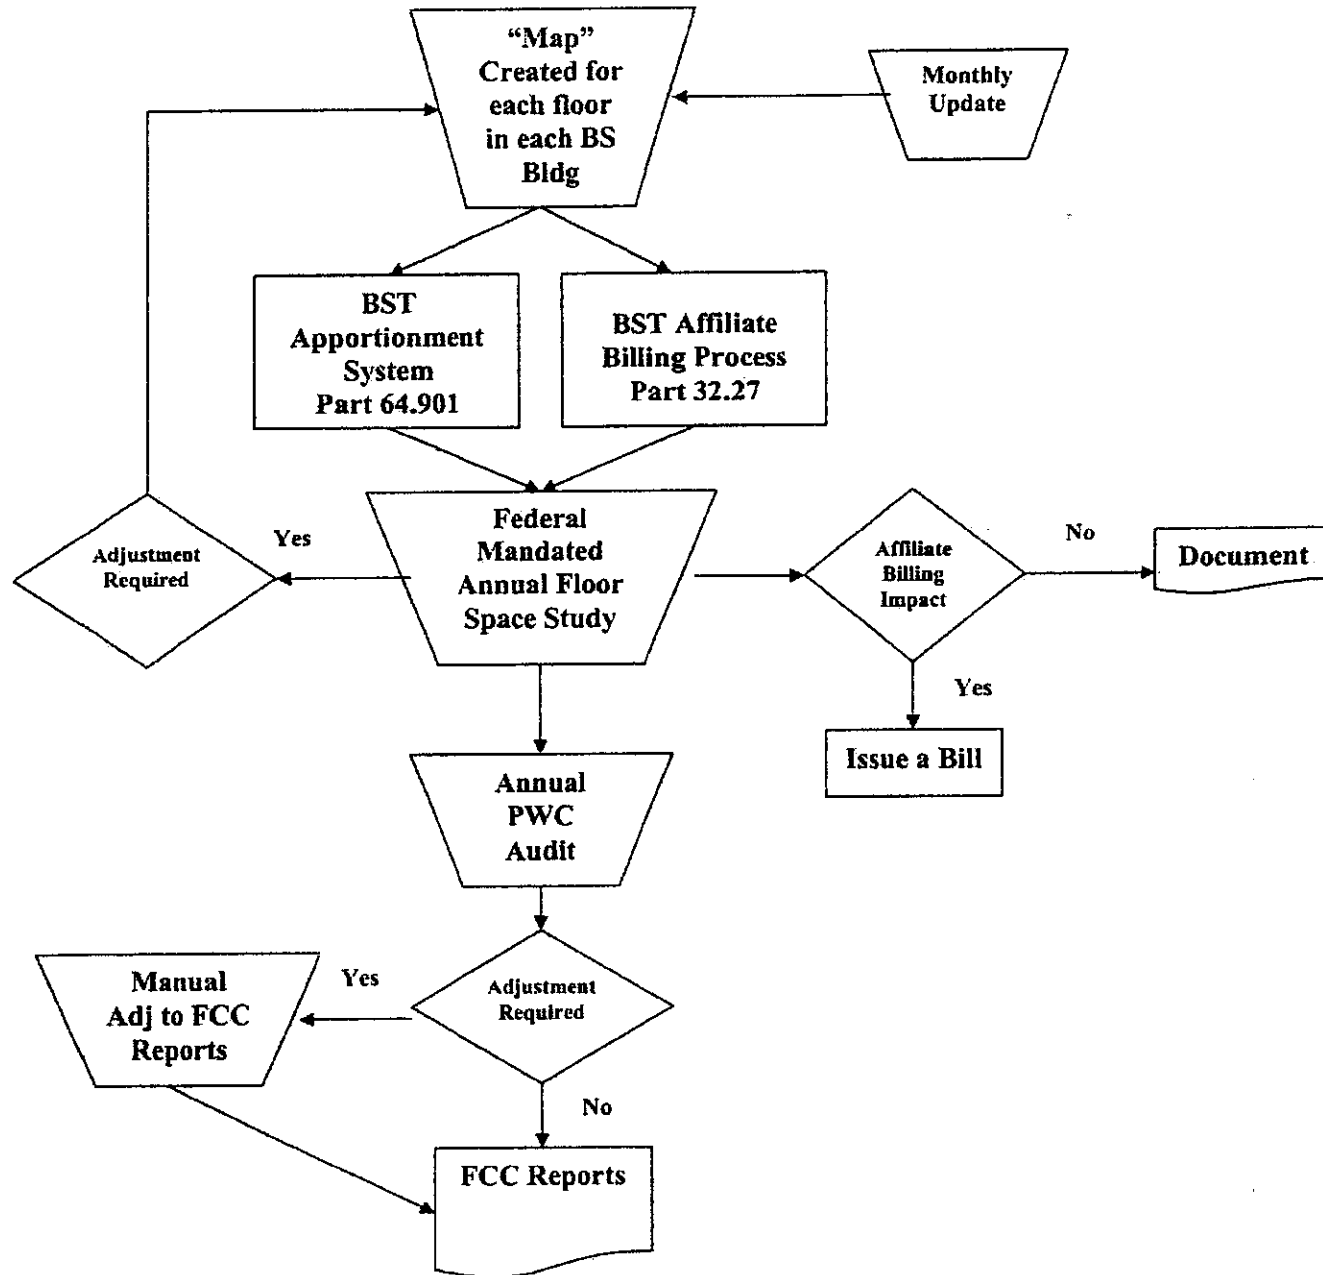 “Map”
Created for
each floor
in each BS
Bldg
Monthly
Update
BST
Apportionment
System
Part 64.901
BST Affiliate
Billing Process
Part 32.27
Adjustment
Required
Yes
Federal
Mandated
Annual Floor
Space Study
Affiliate
Billing
Impact
No
Document
Yes
Issue a Bill
Annual
PWC
Audit
Manual
Adj to FCC
Reports
Yes
Adjustment
Required
No
FCC Reports